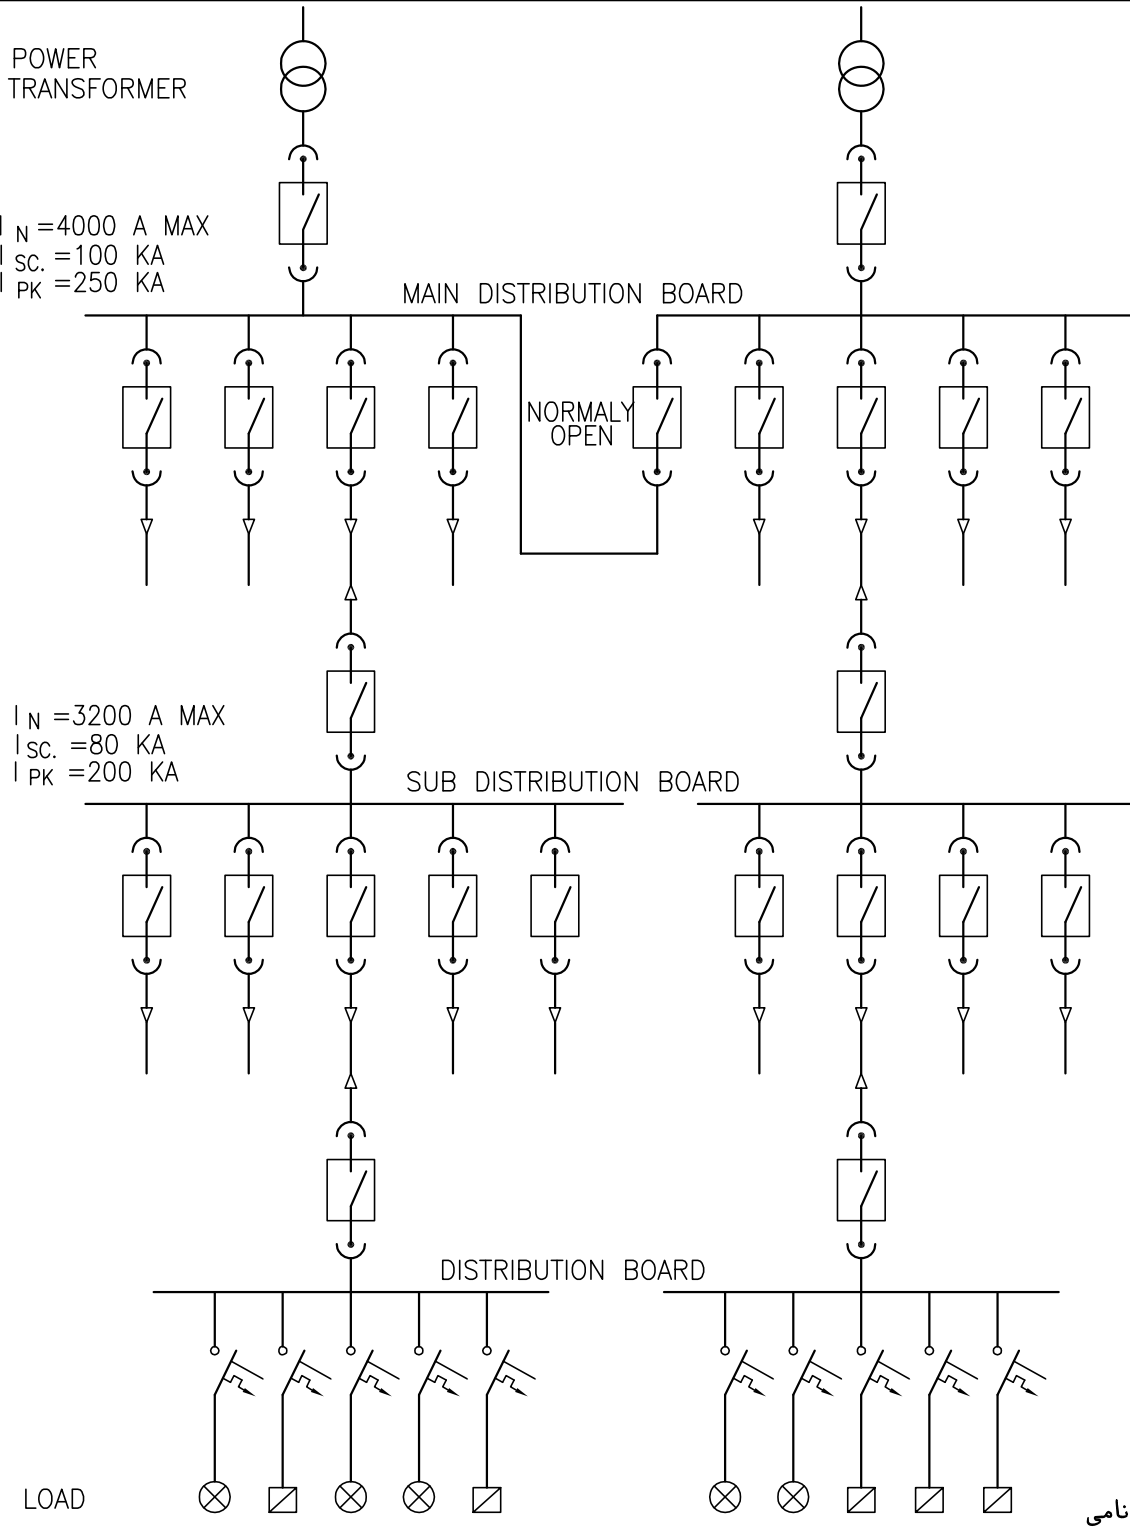 POWER
TRANSFORMER
I N =4000 A MAX
I SC. =100 KA
I PK =250 KA
MAIN DISTRIBUTION BOARD
NORMALY
OPEN
I N =3200 A MAX
I SC. =80 KA
I PK =200 KA
SUB DISTRIBUTION BOARD
DISTRIBUTION BOARD
LOAD
نامی